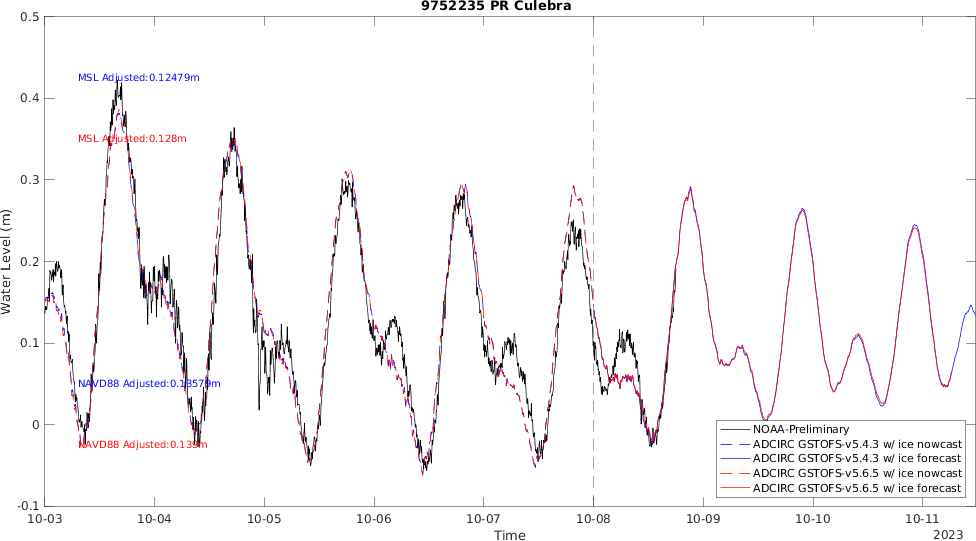 9752235 PR Culebra
0.5
0.4
0.3
0.2
0.1
0
-0.1
Water Level (m)
MSL Adjusted:0.12479m
MSL Adjusted:0.128m
NAVD88 Adjusted:0.13579m
NAVD88 Adjusted:0.139m
NOAA-Preliminary
ADCIRC GSTOFS-v5.4.3 w/ ice nowcast
ADCIRC GSTOFS-v5.4.3 w/ ice forecast
ADCIRC GSTOFS-v5.6.5 w/ ice nowcast
ADCIRC GSTOFS-v5.6.5 w/ ice forecast
10-03 10-04 10-05 10-06 10-07 10-08 10-09 10-10 10-11
Time
2023